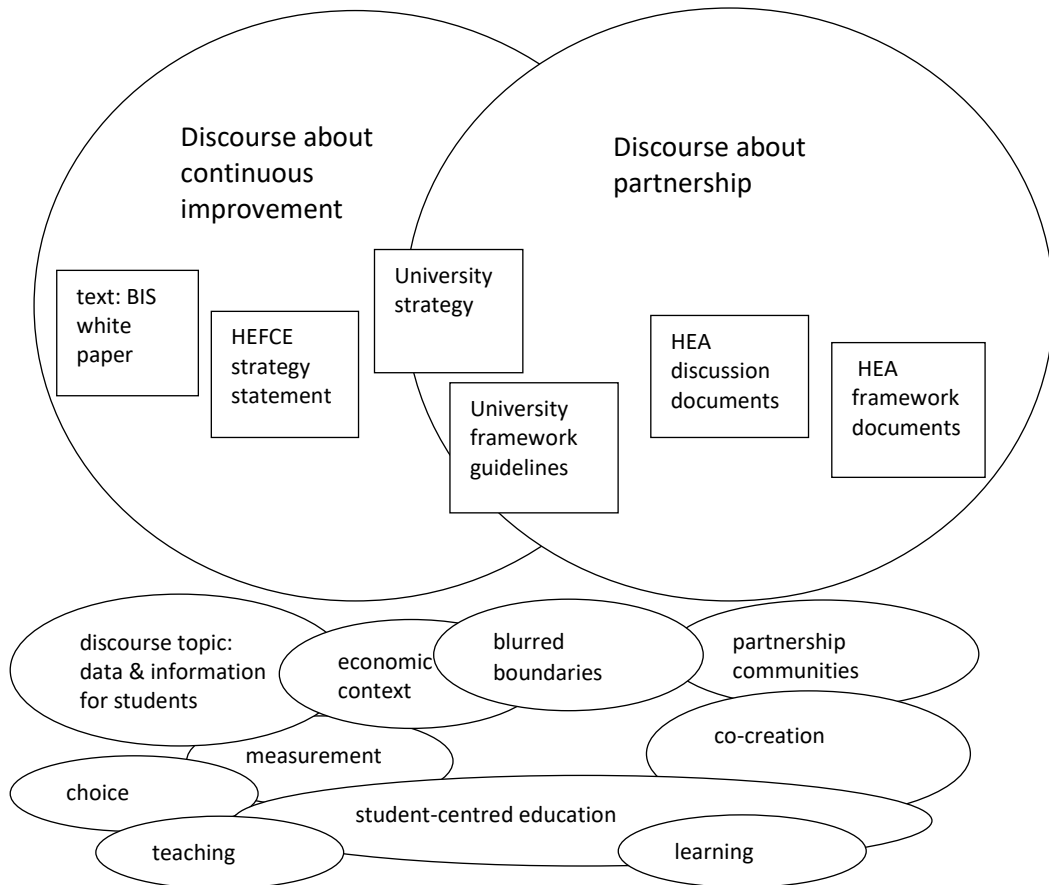 Discourse about
continuous
improvement
Discourse about
partnership
text: BIS
white
paper
HEFCE
strategy
statement
University
strategy
University
framework
guidelines
HEA
discussion
documents
HEA
framework
documents
discourse topic:
data & information
for students
economic
context
blurred
boundaries
partnership
communities
measurement
co-creation
choice
student-centred education
teaching
learning